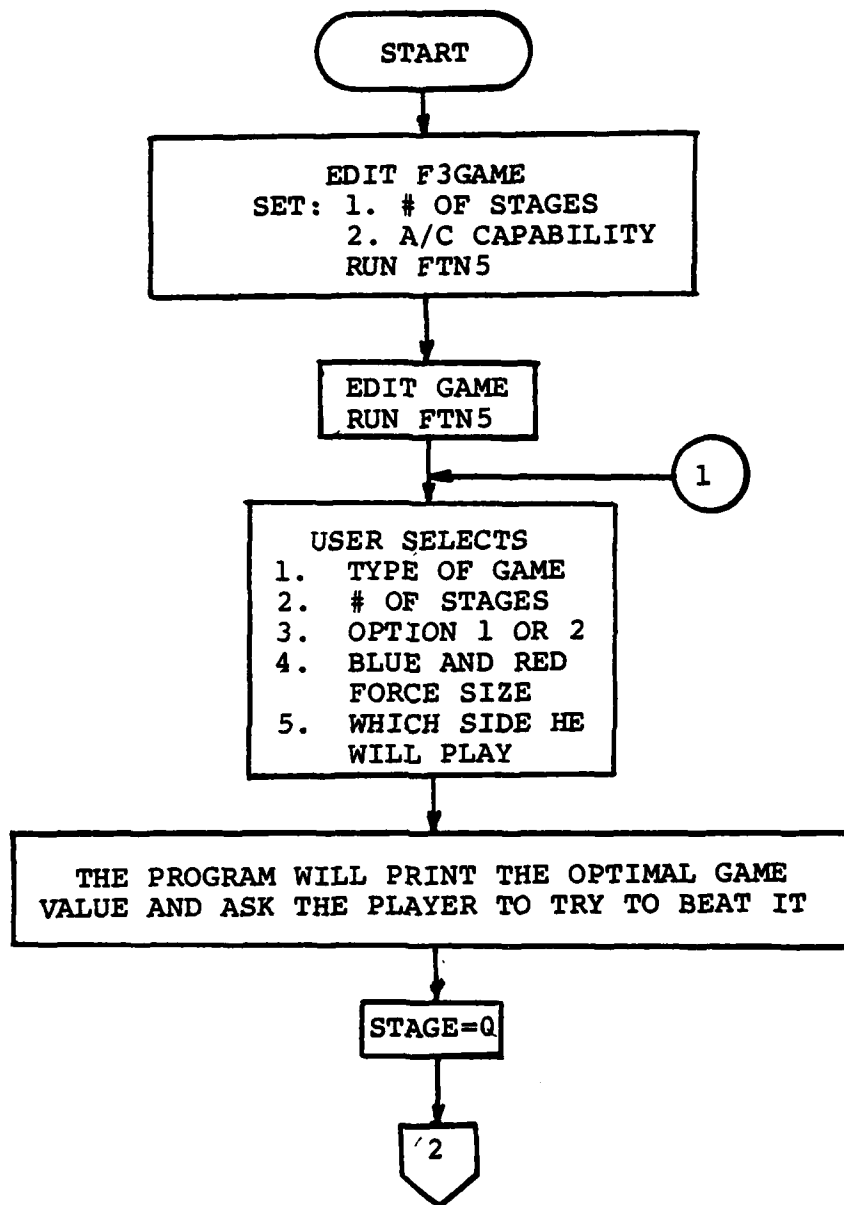 START
EDIT F3GAME
SET: 1. # OF STAGES
2. A/C CAPABILITY
RUN FTN5
EDIT GAME
RUN FTN5
1
USER SELECTS
1. TYPE OF GAME
2. # OF STAGES
3. OPTION 1 OR 2
4. BLUE AND RED
FORCE SIZE
5. WHICH SIDE HE
WILL PLAY
THE PROGRAM WILL PRINT THE OPTIMAL GAME
VALUE AND ASK THE PLAYER TO TRY TO BEAT IT
STAGE=Q
2